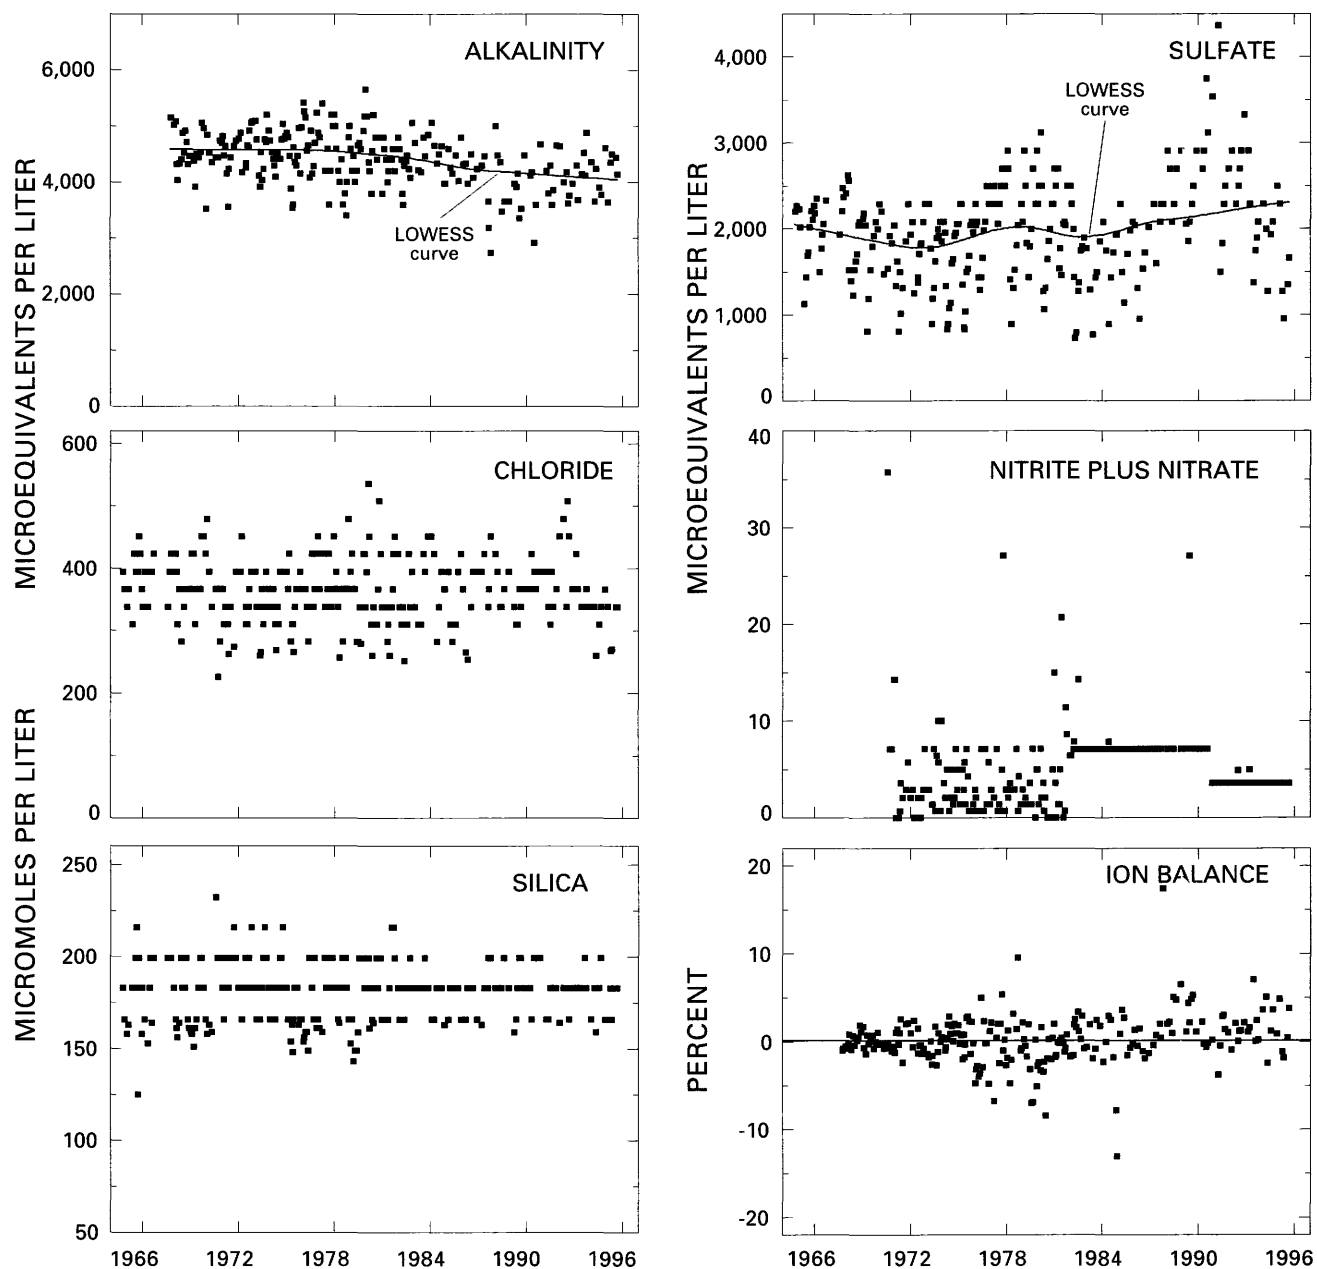 ALKALINITY
6,000
4,000
2,000
0
LOWESS
curve
MICROEQUIVALENTS PER LITER
SULFATE
4,000
3,000
2,000
1,000
0
LOWESS
curve
MICROEQUIVALENTS PER LITER
CHLORIDE
600
400
200
0
NITRITE PLUS NITRATE
40
30
20
10
0
SILICA
250
200
150
100
50
MICROMOLES PER LITER
1966 1972 1978 1984 1990 1996
ION BALANCE
20
10
0
-10
-20
PERCENT
1966 1972 1978 1984 1990 1996